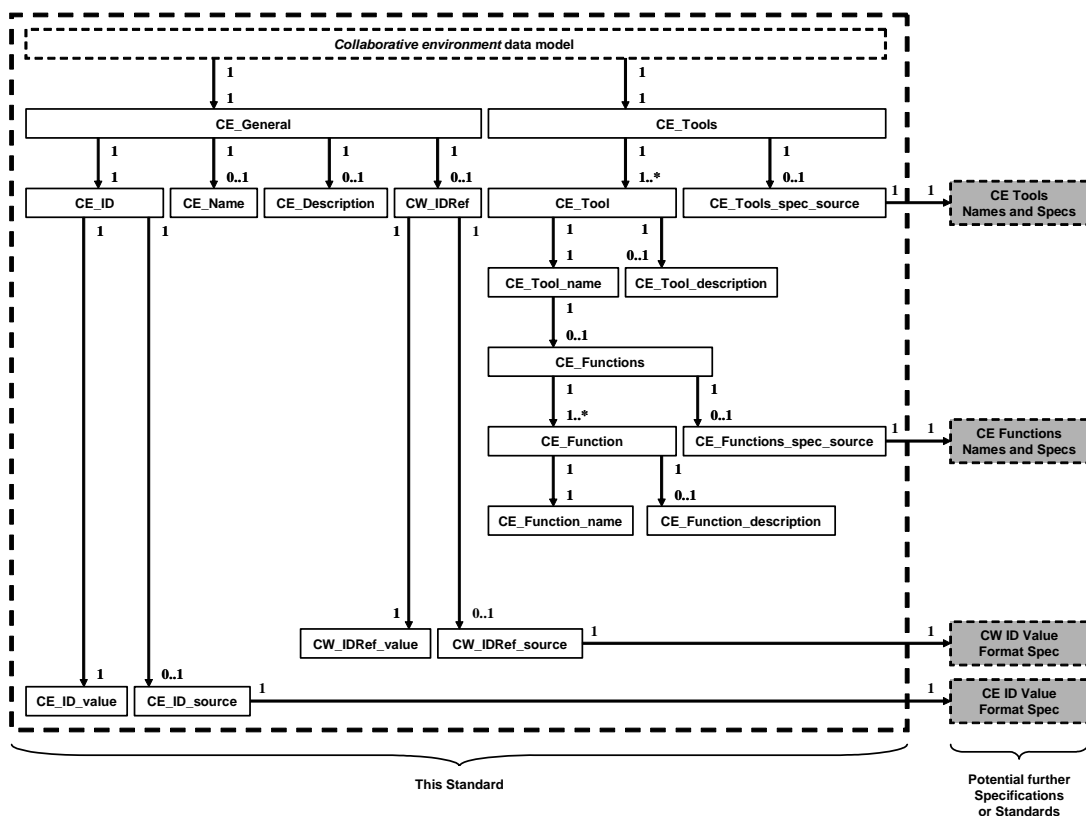 Collaborative environment data model
1 1
1 1
CE_General CE_Tools
1 1 1 1 1 1
1 0..1 0..1 0..1 1..* 0..1
CE_ID CE_Name CE_Description CW_IDRef CE_Tool CE_Tools_spec_source 1 1 CE Tools
Names and Specs
1 1 1 1 1 1
1 0..1
CE_Tool_name CE_Tool_description
1
0..1
CE_Functions
1 1
1..* 0..1
CE_Function CE_Functions_spec_source 1 1 CE Functions
Names and Specs
1 1
1 0..1
CE_Function_name CE_Function_description
1 0..1
CW_IDRef_value CW_IDRef_source 1 1 CW ID Value
Format Spec
1 0..1
CE_ID_value CE_ID_source 1 1 CE ID Value
Format Spec
This Standard
Potential further
Specifications
or Standards